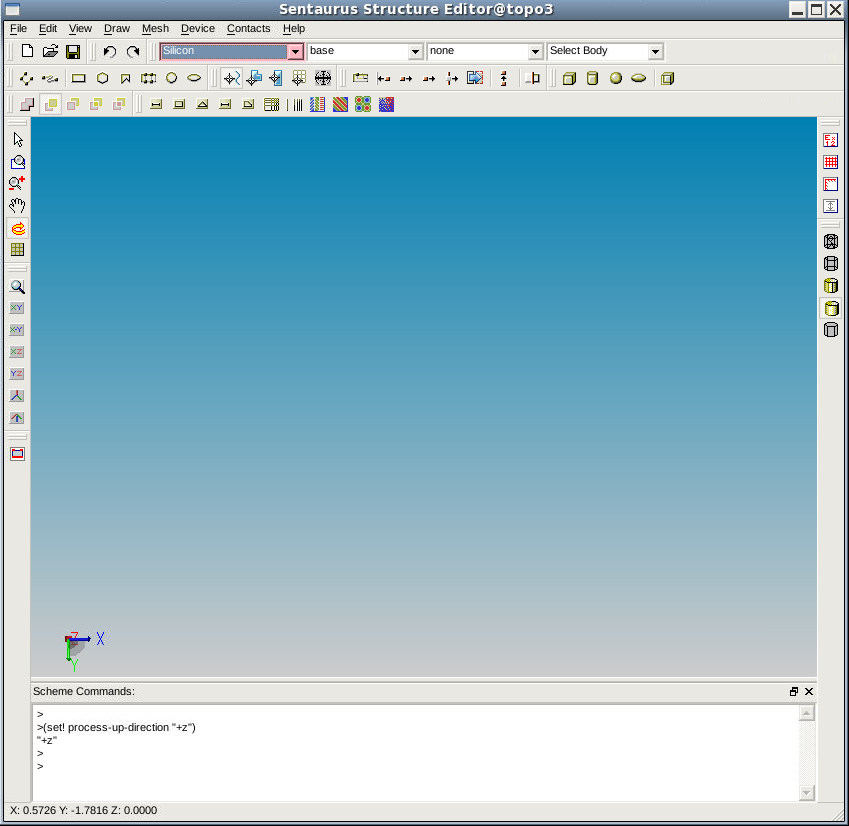 Sentaurus Structure Editor@topo3
File Edit View Draw Mesh Device Contacts Help
Silicon base none Select Body
XY
X-Y
XZ
YZ
Z X
Y
Scheme Commands:
>
>(set! process-up-direction "+z")
"+z"
>
>
X: 0.5726 Y: -1.7816 Z: 0.0000